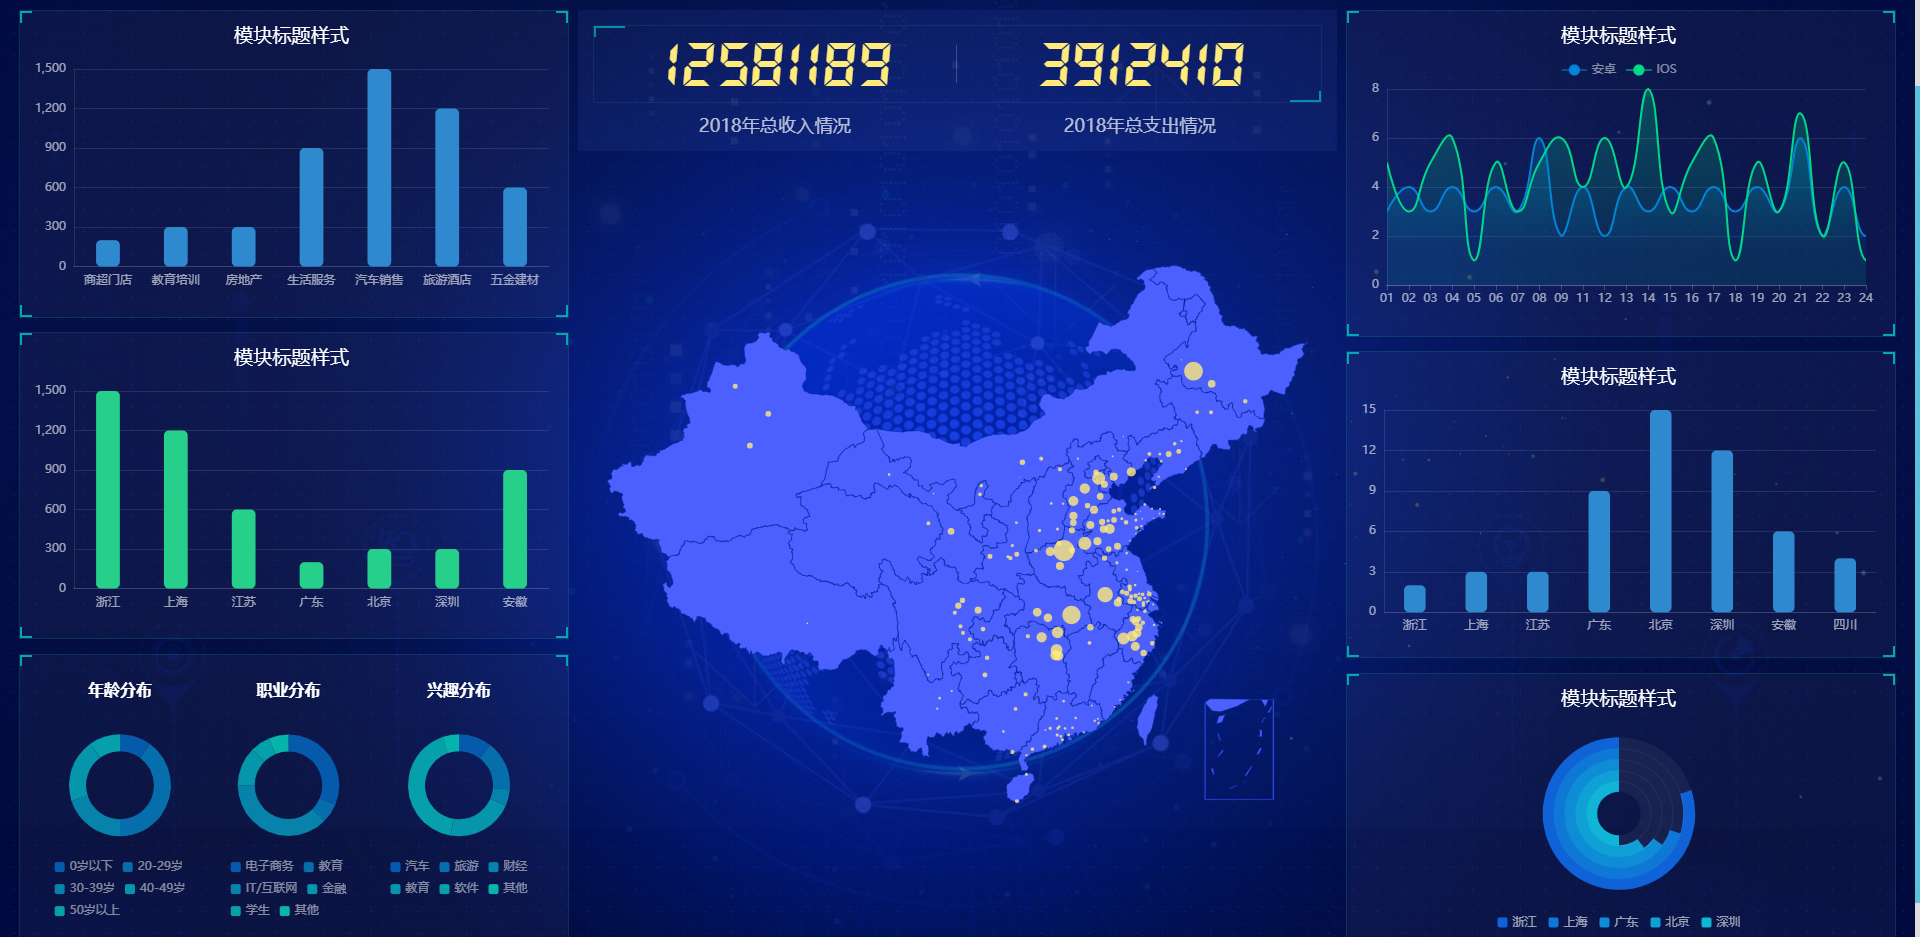 模块标题样式
1,500
1,200
900
600
300
0
商超门店 教育培训 房地产 生活服务 汽车销售 旅游酒店 五金建材
模块标题样式
1,500
1,200
900
600
300
0
浙江 上海 江苏 广东 北京 深圳 安徽
年龄分布 职业分布 兴趣分布
0岁以下 20-29岁
30-39岁 40-49岁
50岁以上
电子商务 教育
IT/互联网 金融
学生 其他
汽车 旅游 财经
教育 软件 其他
12581189 3912410
2018年总收入情况 2018年总支出情况
模块标题样式
安卓 IOS
8
6
4
2
0
01 02 03 04 05 06 07 08 09 11 12 13 14 15 16 17 18 19 20 21 22 23 24
模块标题样式
15
12
9
6
3
0
浙江 上海 江苏 广东 北京 深圳 安徽 四川
模块标题样式
浙江 上海 广东 北京 深圳